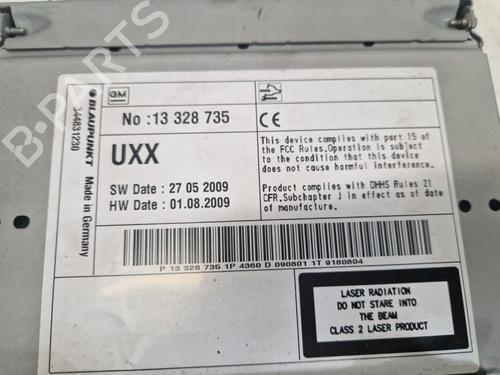 GM
No : 13 328 735
UXX
SW Date : 27 05 2009
HW Date : 01.08.2009
CE
This device complies with part 15 of
the FCC Rules.Operation is subject
to the condition that this device
does not cause harmful interference.
Product complies with DHHS Rules 21
CFR.Subchapter J in effect as of date
of manufacture.
P 13 328 735 1P 4360 D 090801 1T 9180804
LASER RADIATION
DO NOT STARE INTO
THE BEAM
CLASS 2 LASER PRODUCT
BLAUPUNKT Made in Germany
344831230
B-PARTS